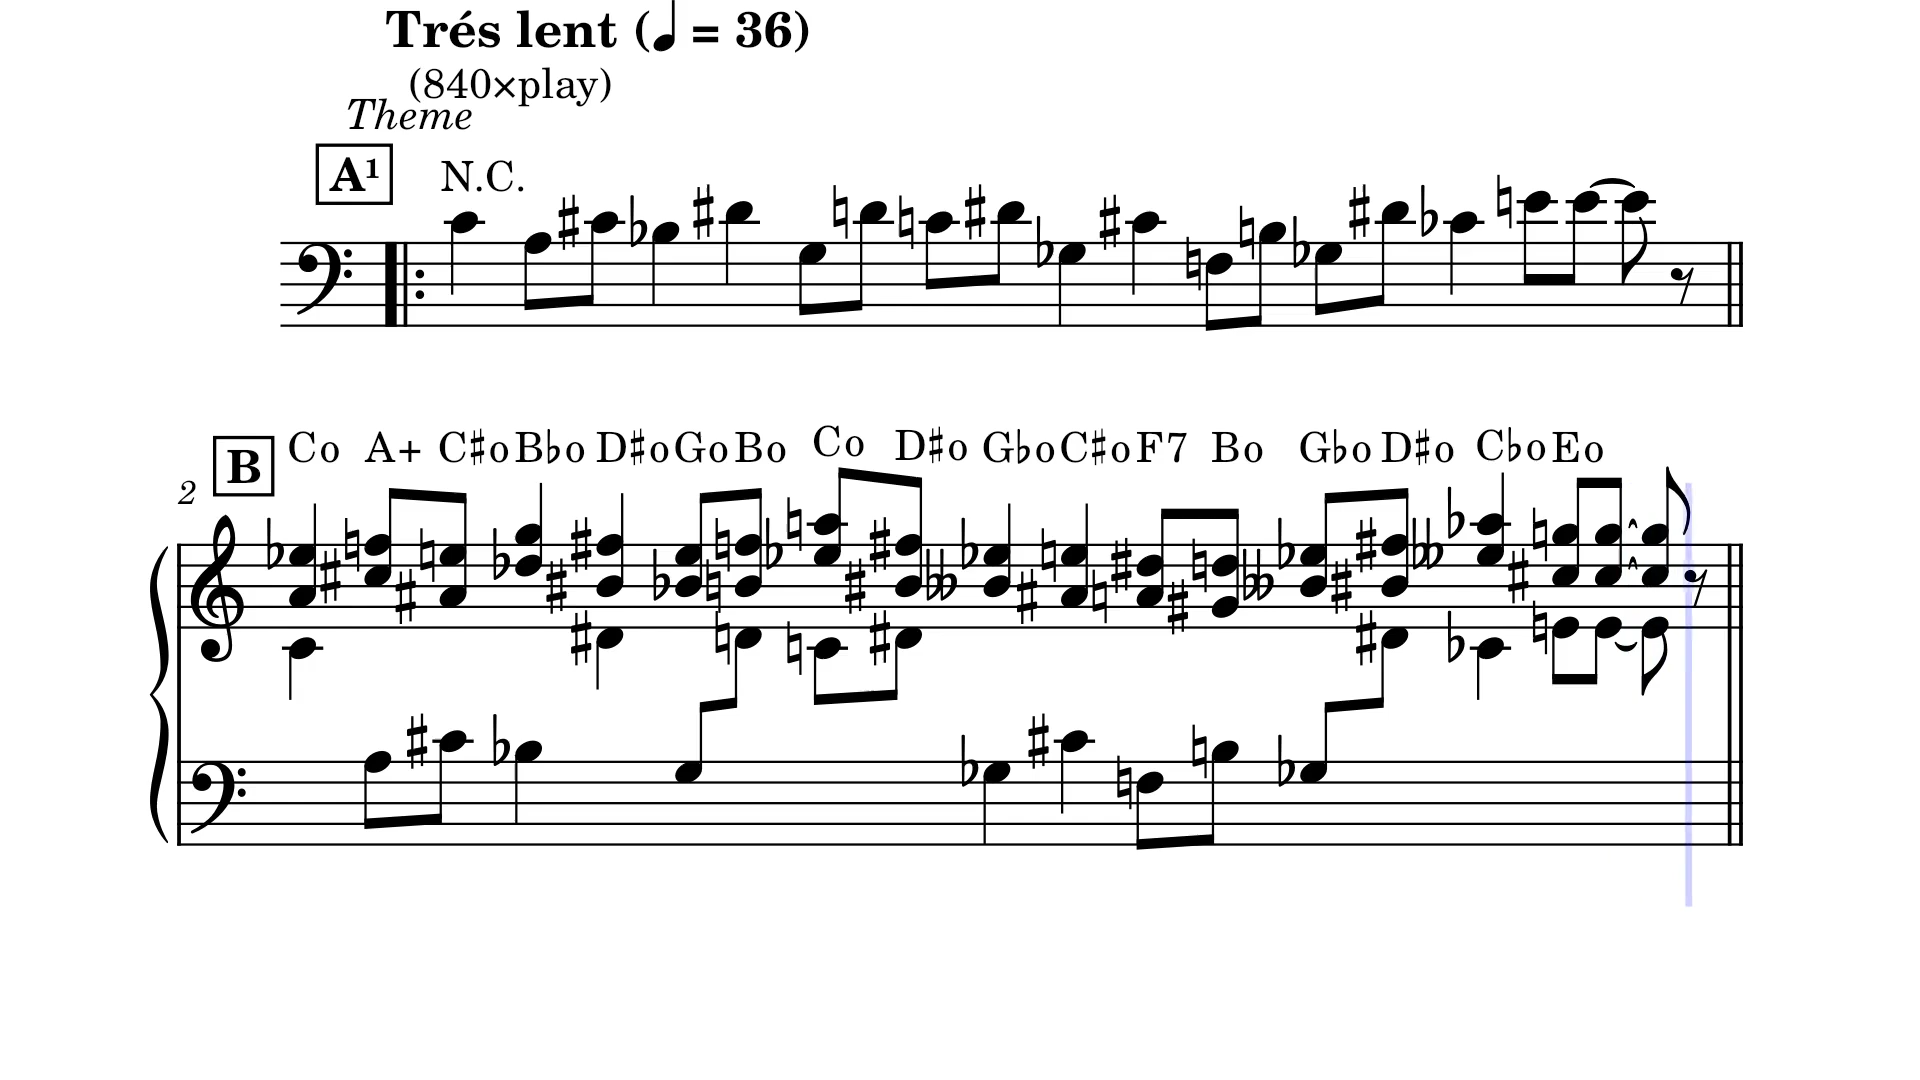 Trés lent (♩ = 36)
(840×play)
Theme
A¹ N.C.
B Co A+ C♯o B♭o D♯o Go Bo Co D♯o G♭o C♯o F7 Bo G♭o D♯o C♭o Eo
2